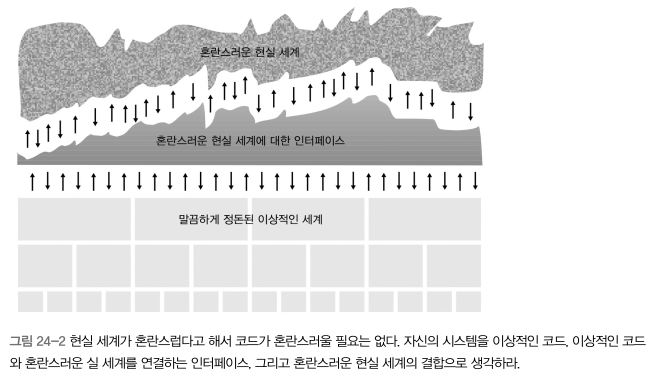 혼란스러운 현실 세계
혼란스러운 현실 세계에 대한 인터페이스
말끔하게 정돈된 이상적인 세계
그림 24-2 현실 세계가 혼란스럽다고 해서 코드가 혼란스러울 필요는 없다. 자신의 시스템을 이상적인 코드, 이상적인 코드
와 혼란스러운 실 세계를 연결하는 인터페이스, 그리고 혼란스러운 현실 세계의 결합으로 생각하라.